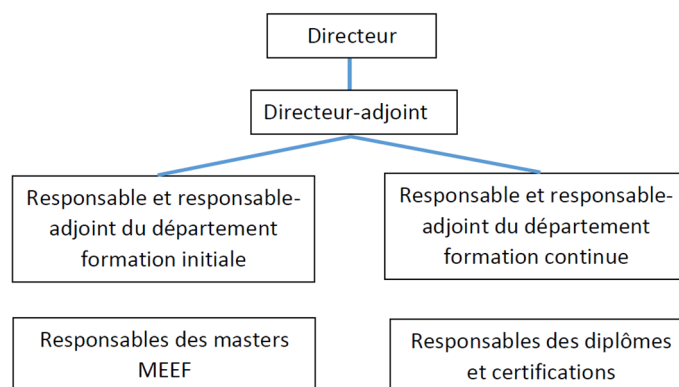 Directeur
Directeur-adjoint
Responsable et responsable-
adjoint du département
formation initiale
Responsable et responsable-
adjoint du département
formation continue
Responsables des masters
MEEF
Responsables des diplômes
et certifications